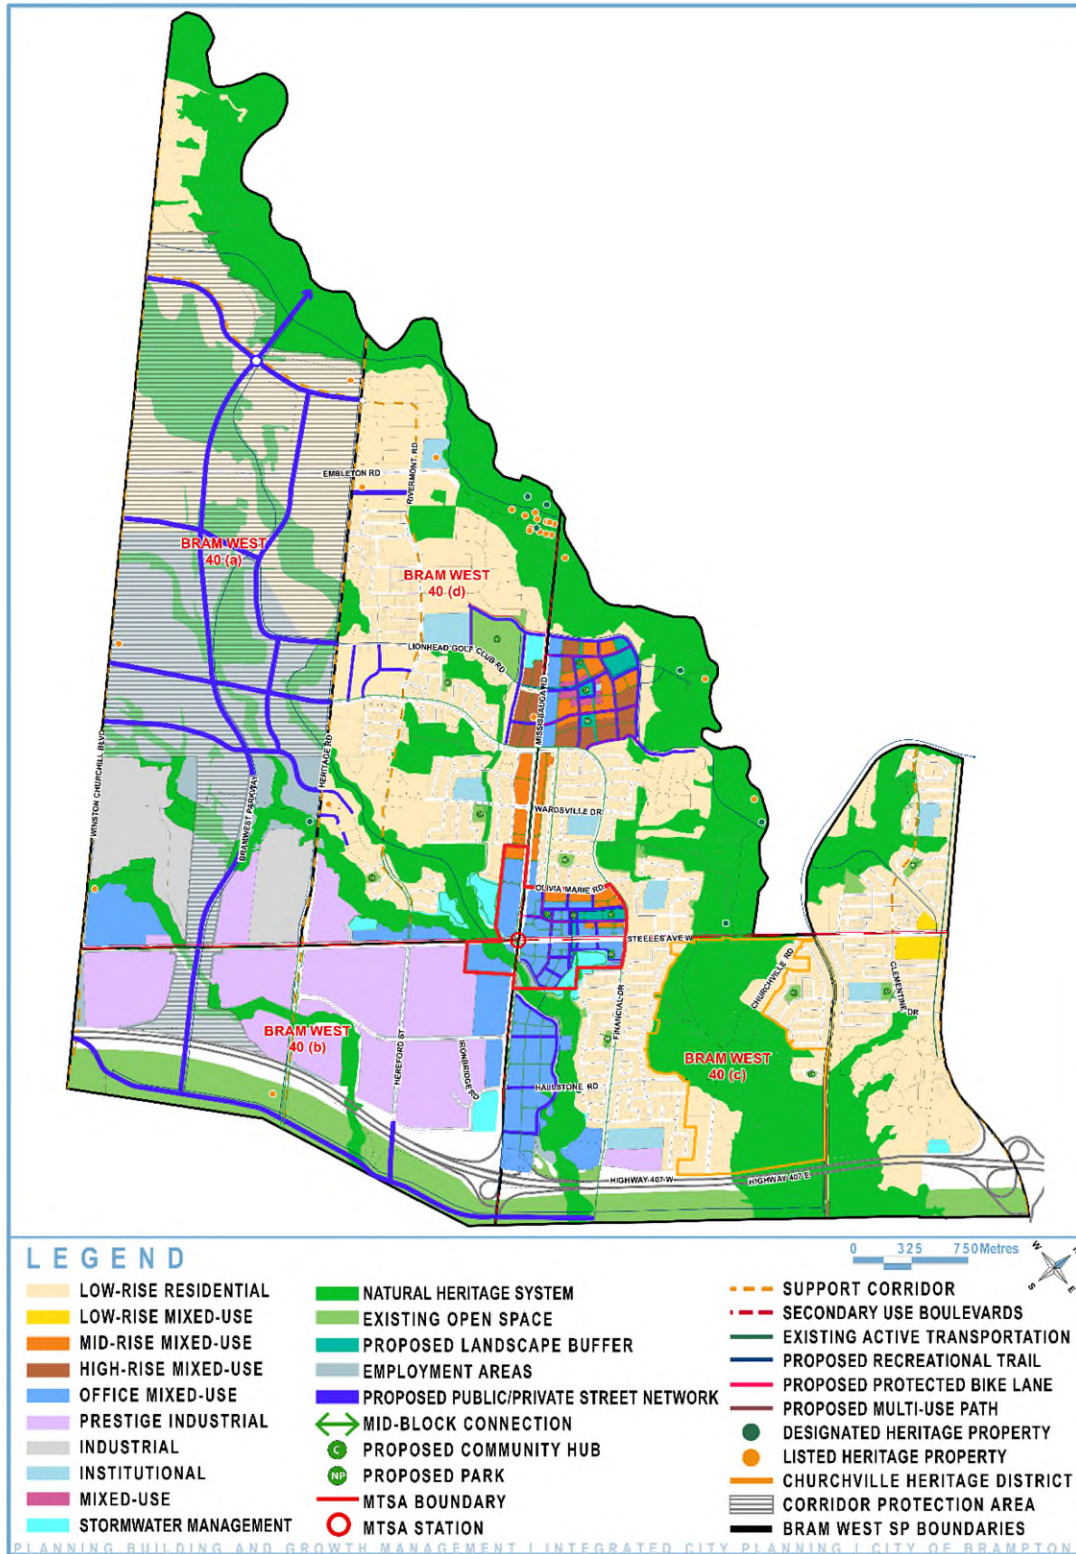 EMBLETON RD
RIVERMONT. RD
BRAM WEST
40 (a)
BRAM WEST
40 (d)
LIONHEAD GOLF CLUB RD
MISSISSAUGA RD
WINSTON CHURCHILL BLVD
HERITAGE RD
BRAMWEST PARKWAY
WARDSVILLE DR
OLIVIA MARIE RD
STEELES AVE W
CHURCHVILLE RD
CLEMENTINE DR
FINANCIAL DR
BRAM WEST
40 (b)
HEREFORD ST
IRONBRIDGE RD
HALLSTONE RD
BRAM WEST
40 (c)
HIGHWAY 407 W
HIGHWAY 407 E
LEGEND
0 325 750 Metres
W
S
E
LOW-RISE RESIDENTIAL
LOW-RISE MIXED-USE
MID-RISE MIXED-USE
HIGH-RISE MIXED-USE
OFFICE MIXED-USE
PRESTIGE INDUSTRIAL
INDUSTRIAL
INSTITUTIONAL
MIXED-USE
STORMWATER MANAGEMENT
NATURAL HERITAGE SYSTEM
EXISTING OPEN SPACE
PROPOSED LANDSCAPE BUFFER
EMPLOYMENT AREAS
PROPOSED PUBLIC/PRIVATE STREET NETWORK
MID-BLOCK CONNECTION
C PROPOSED COMMUNITY HUB
NP PROPOSED PARK
MTSA BOUNDARY
MTSA STATION
SUPPORT CORRIDOR
SECONDARY USE BOULEVARDS
EXISTING ACTIVE TRANSPORTATION
PROPOSED RECREATIONAL TRAIL
PROPOSED PROTECTED BIKE LANE
PROPOSED MULTI-USE PATH
DESIGNATED HERITAGE PROPERTY
LISTED HERITAGE PROPERTY
CHURCHVILLE HERITAGE DISTRICT
CORRIDOR PROTECTION AREA
BRAM WEST SP BOUNDARIES
PLANNING, BUILDING AND GROWTH MANAGEMENT | INTEGRATED CITY PLANNING | CITY OF BRAMPTON